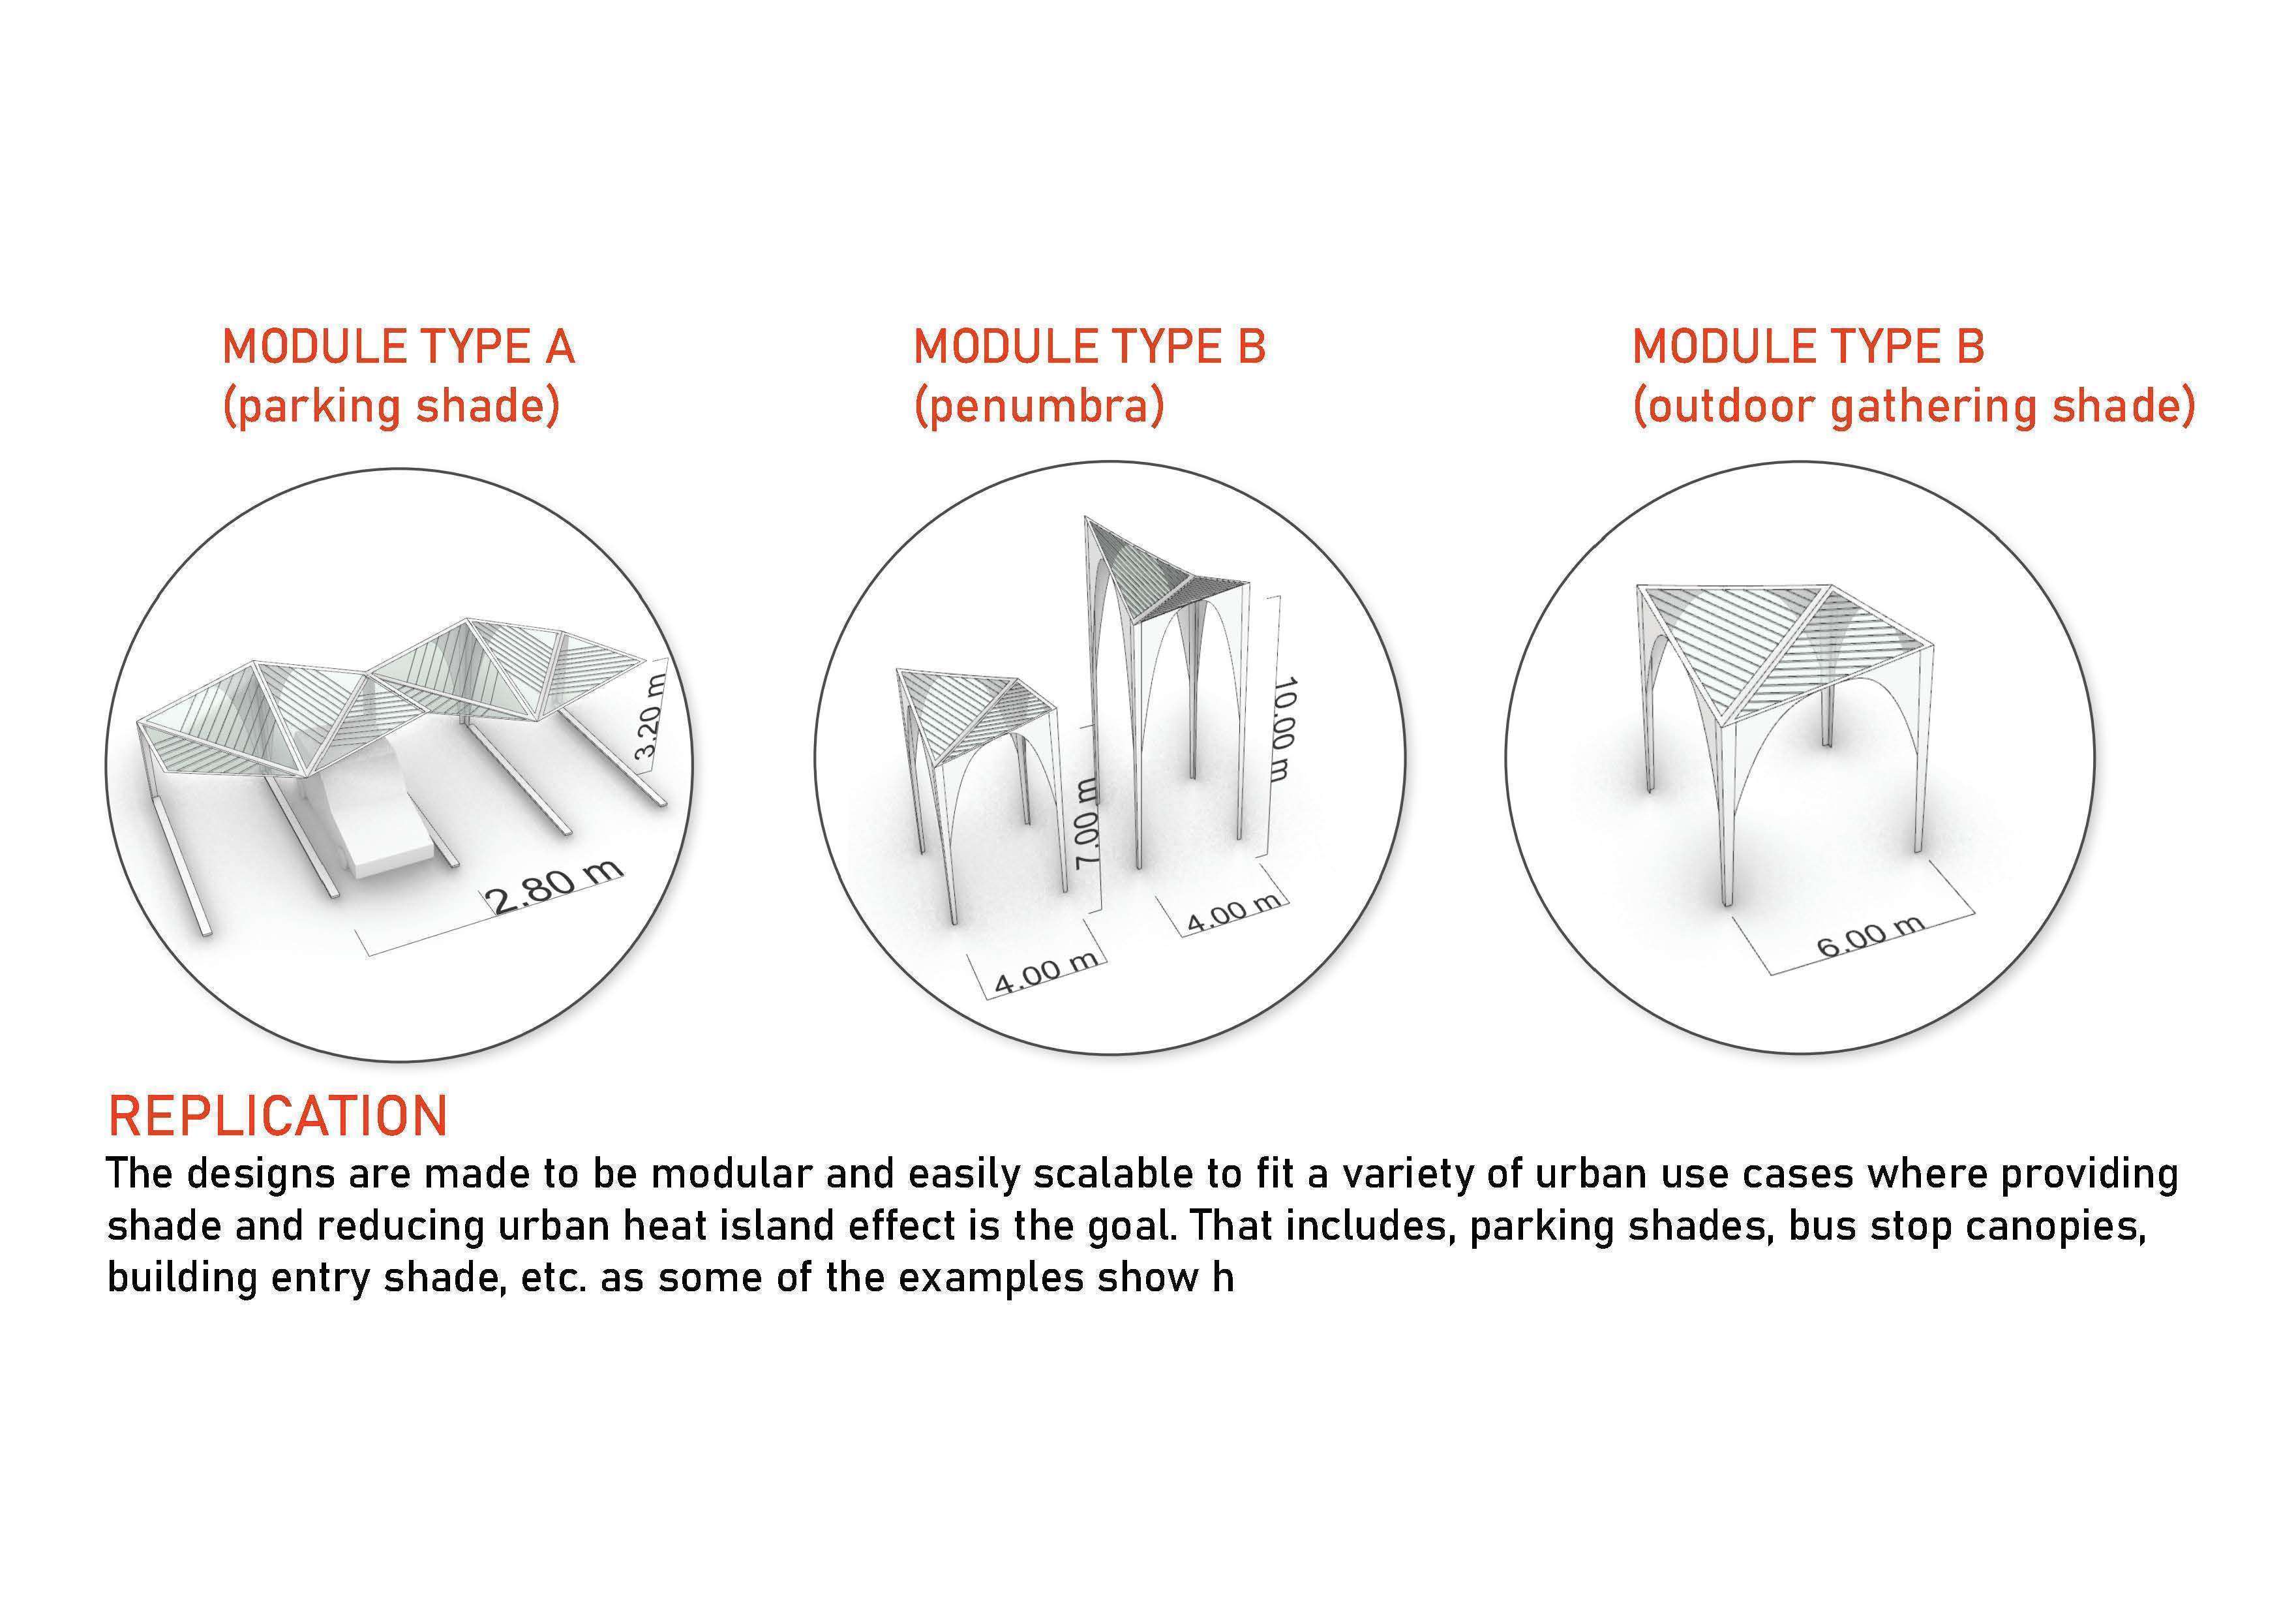 MODULE TYPE A
(parking shade)
MODULE TYPE B
(penumbra)
MODULE TYPE B
(outdoor gathering shade)
3.20 m
2.80 m
7.00 m
10.00 m
4.00 m
4.00 m
6.00 m
REPLICATION
The designs are made to be modular and easily scalable to fit a variety of urban use cases where providing
shade and reducing urban heat island effect is the goal. That includes, parking shades, bus stop canopies,
building entry shade, etc. as some of the examples show h